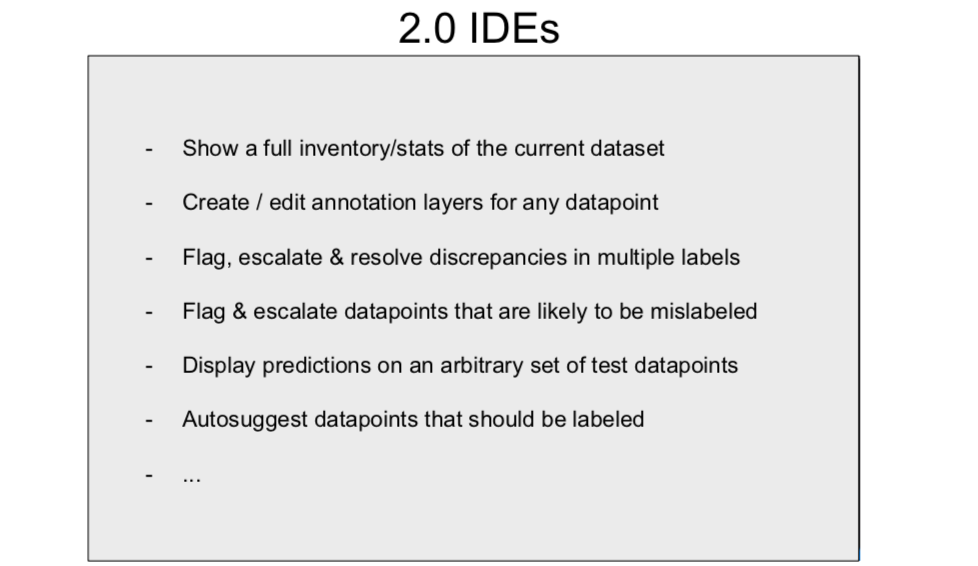 2.0 IDEs
- Show a full inventory/stats of the current dataset
- Create / edit annotation layers for any datapoint
- Flag, escalate & resolve discrepancies in multiple labels
- Flag & escalate datapoints that are likely to be mislabeled
- Display predictions on an arbitrary set of test datapoints
- Autosuggest datapoints that should be labeled
- ...